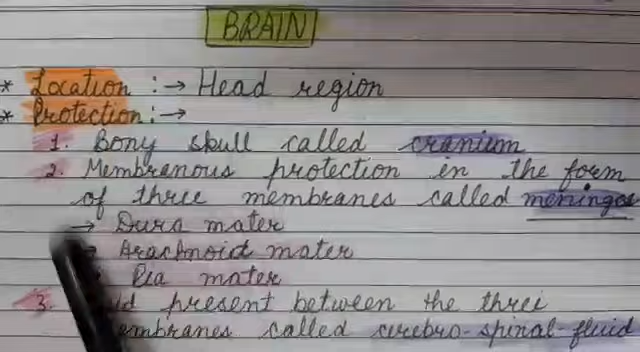 BRAIN
* Location :→ Head region
* Protection :→
1. Bony skull called cranium
2. Membranous protection in the form
of three membranes called meninges
→ Dura mater
Arachnoid mater
Pia mater
3. present between the three
called cerebro-spinal-fluid